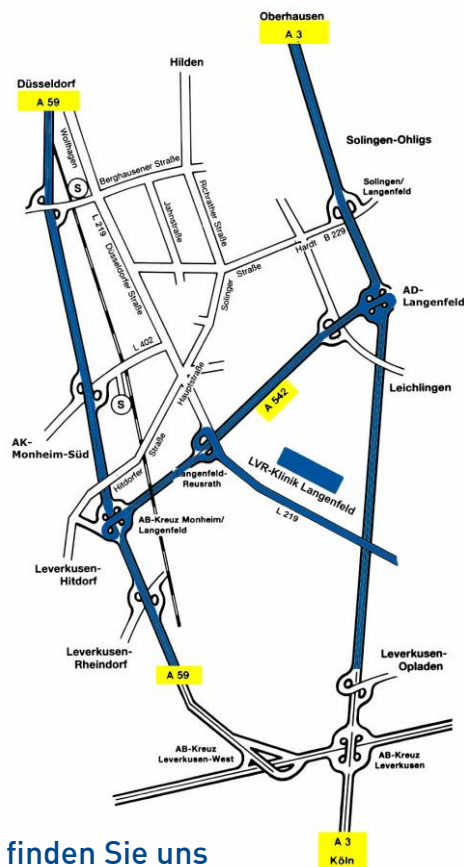 Oberhausen
A 3
Düsseldorf
A 59
Hilden
Wolfhagen
Berghausener Straße
S
L 219
Düsseldorfer Straße
Jahnstraße
Richrather Straße
Solinger Straße
Hardt
B 229
Solingen-Ohligs
Solingen/
Langenfeld
AD-
Langenfeld
Leichlingen
L 402
Hauptstraße
A 542
S
AK-
Monheim-Süd
Hitdorfer Straße
Langenfeld-
Reusrath
LVR-Klinik Langenfeld
L 219
AB-Kreuz Monheim/
Langenfeld
Leverkusen-
Hitdorf
Leverkusen-
Rheindorf
A 59
Leverkusen-
Opladen
AB-Kreuz
Leverkusen-West
AB-Kreuz
Leverkusen
A 3
Köln
finden Sie uns